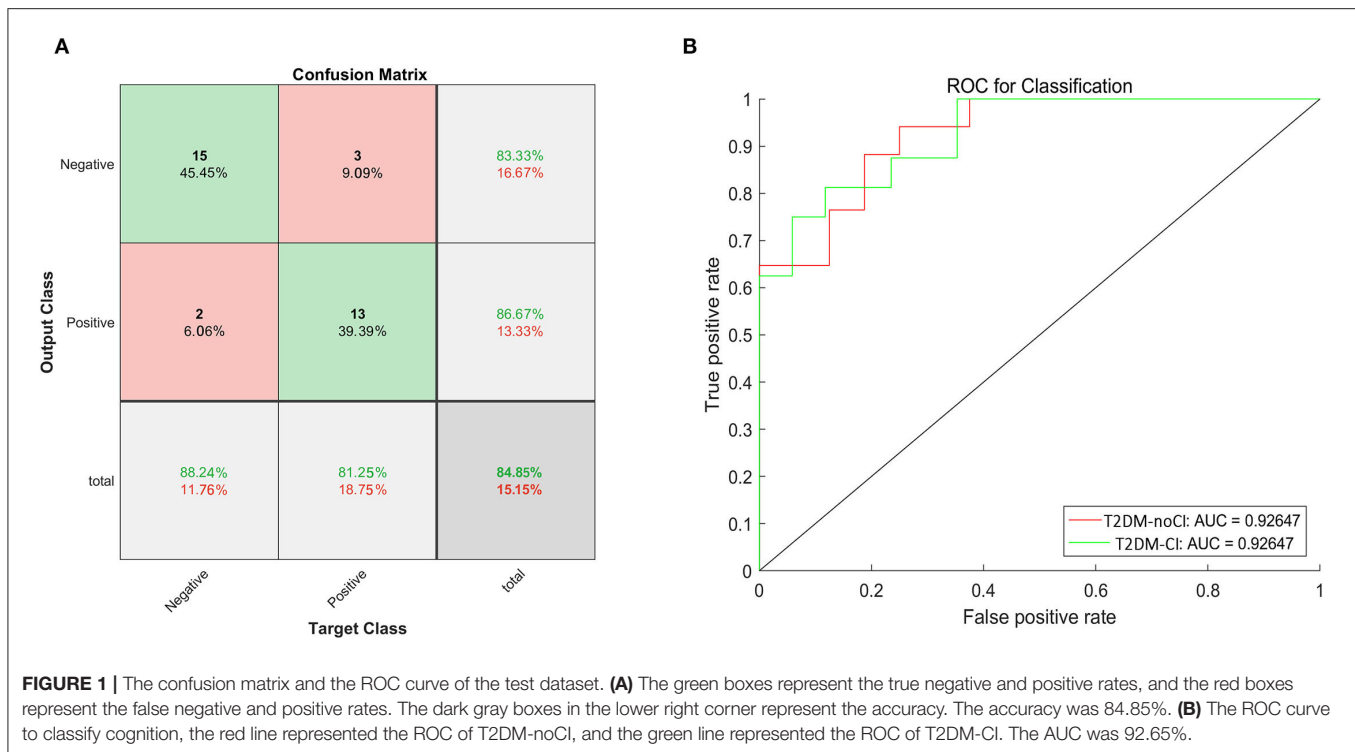 A
Confusion Matrix
Output Class
Negative
15
45.45%
3
9.09%
83.33%
16.67%
Positive
2
6.06%
13
39.39%
86.67%
13.33%
total
88.24%
11.76%
81.25%
18.75%
84.85%
15.15%
Negative
Positive
total
Target Class
B
ROC for Classification
True positive rate
1
0.9
0.8
0.7
0.6
0.5
0.4
0.3
0.2
0.1
0
0
0.2
0.4
0.6
0.8
1
False positive rate
T2DM-noCI: AUC = 0.92647
T2DM-CI: AUC = 0.92647
FIGURE 1 | The confusion matrix and the ROC curve of the test dataset. (A) The green boxes represent the true negative and positive rates, and the red boxes
represent the false negative and positive rates. The dark gray boxes in the lower right corner represent the accuracy. The accuracy was 84.85%. (B) The ROC curve
to classify cognition, the red line represented the ROC of T2DM-noCI, and the green line represented the ROC of T2DM-CI. The AUC was 92.65%.